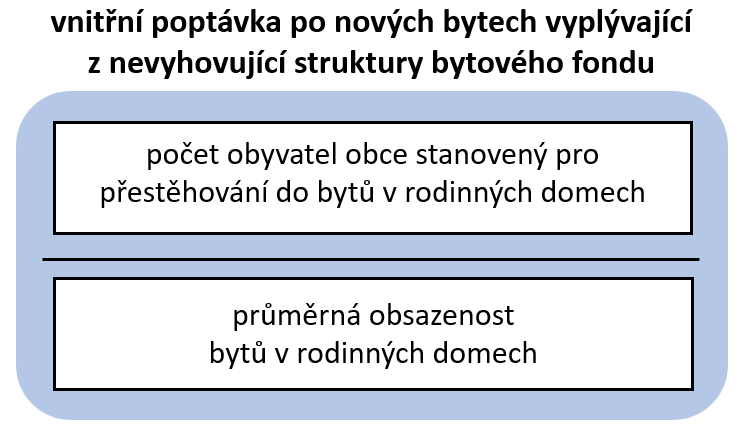 vnitřní poptávka po nových bytech vyplývající
z nevyhovující struktury bytového fondu
počet obyvatel obce stanovený pro
přestěhování do bytů v rodinných domech
průměrná obsazenost
bytů v rodinných domech